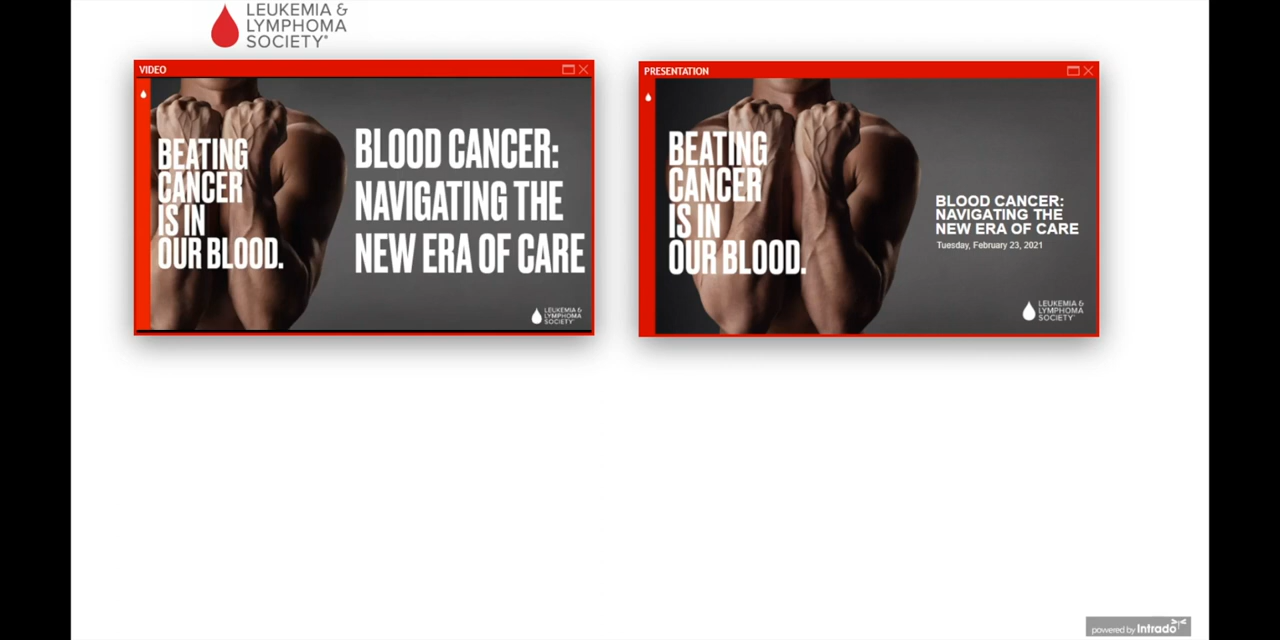 LEUKEMIA &
LYMPHOMA
SOCIETY®
VIDEO
BEATING
CANCER
IS IN
OUR BLOOD.
BLOOD CANCER:
NAVIGATING THE
NEW ERA OF CARE
LEUKEMIA &
LYMPHOMA
SOCIETY®
PRESENTATION
BEATING
CANCER
IS IN
OUR BLOOD.
BLOOD CANCER:
NAVIGATING THE
NEW ERA OF CARE
Tuesday, February 23, 2021
LEUKEMIA &
LYMPHOMA
SOCIETY®
powered by Intrado